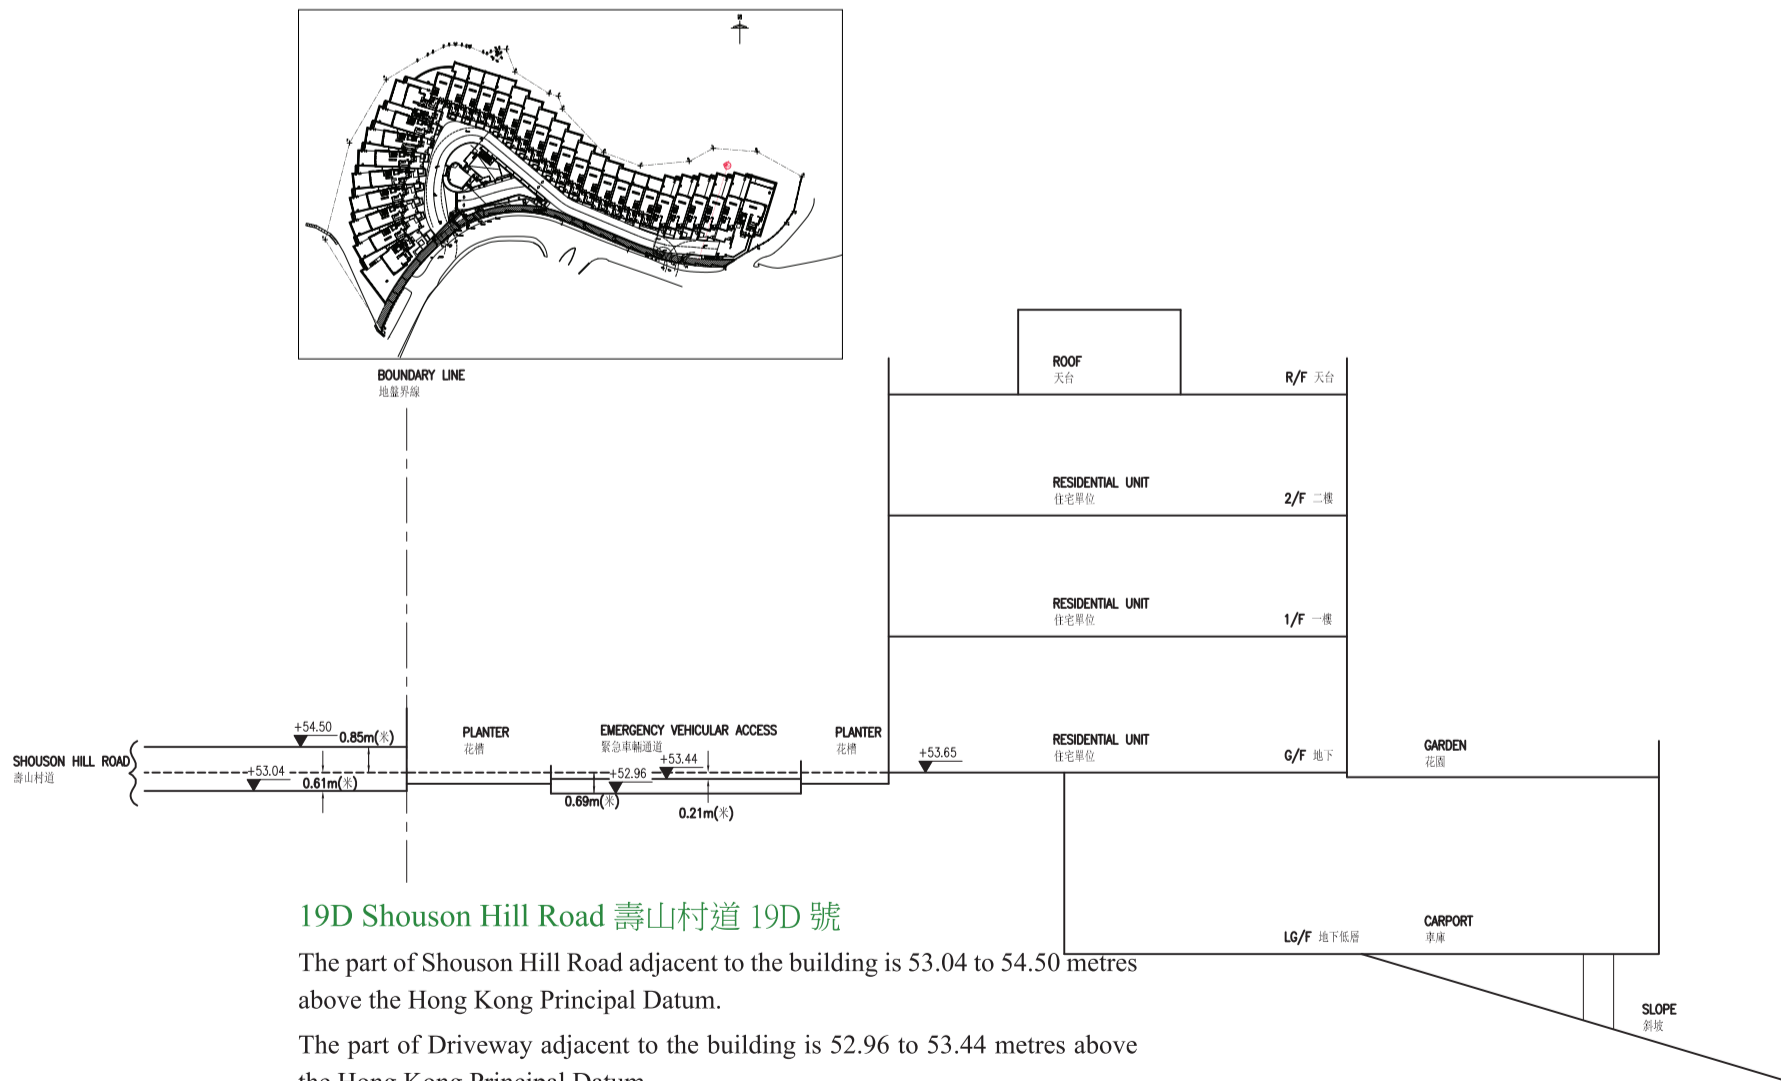 N
BOUNDARY LINE
地盤界線
ROOF
天台
R/F 天台
RESIDENTIAL UNIT
住宅單位
2/F 二樓
RESIDENTIAL UNIT
住宅單位
1/F 一樓
SHOUSON HILL ROAD
壽山村道
+54.50
0.85m(米)
+53.04
0.61m(米)
PLANTER
花槽
EMERGENCY VEHICULAR ACCESS
緊急車輛通道
+53.44
+52.96
0.69m(米)
0.21m(米)
PLANTER
花槽
+53.65
RESIDENTIAL UNIT
住宅單位
G/F 地下
GARDEN
花園
LG/F 地下低層
CARPORT
車庫
SLOPE
斜坡
19D Shouson Hill Road 壽山村道 19D 號
The part of Shouson Hill Road adjacent to the building is 53.04 to 54.50 metres
above the Hong Kong Principal Datum.
The part of Driveway adjacent to the building is 52.96 to 53.44 metres above
the Hong Kong Principal Datum.